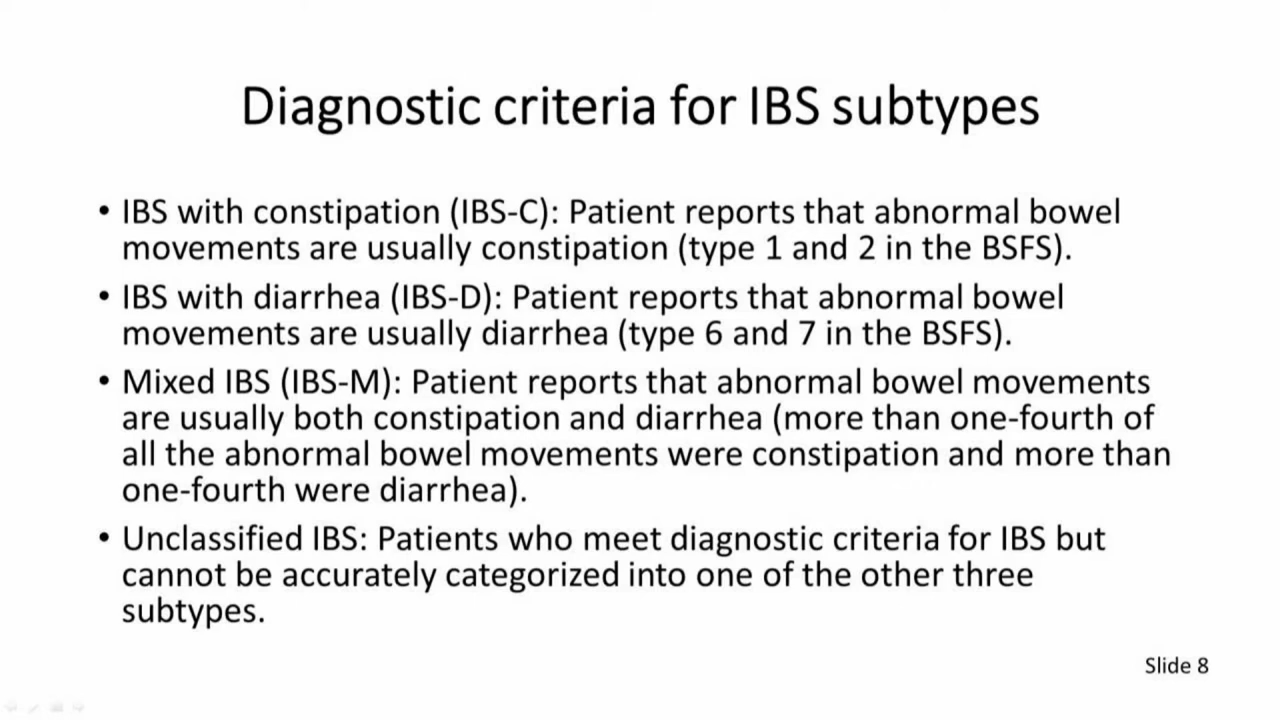 Diagnostic criteria for IBS subtypes
• IBS with constipation (IBS-C): Patient reports that abnormal bowel
movements are usually constipation (type 1 and 2 in the BSFS).
• IBS with diarrhea (IBS-D): Patient reports that abnormal bowel
movements are usually diarrhea (type 6 and 7 in the BSFS).
• Mixed IBS (IBS-M): Patient reports that abnormal bowel movements
are usually both constipation and diarrhea (more than one-fourth of
all the abnormal bowel movements were constipation and more than
one-fourth were diarrhea).
• Unclassified IBS: Patients who meet diagnostic criteria for IBS but
cannot be accurately categorized into one of the other three
subtypes.
Slide 8